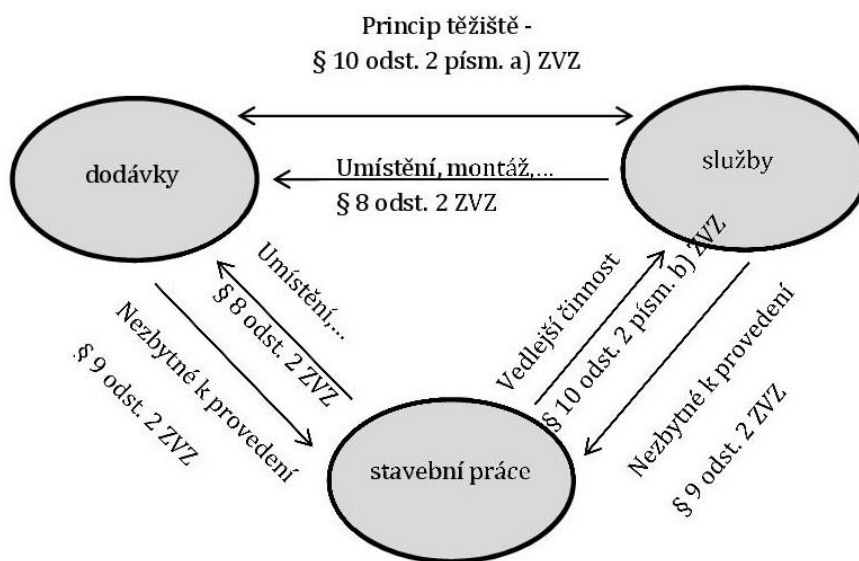 Princip těžiště -
§ 10 odst. 2 písm. a) ZVZ
dodávky
služby
Umístění, montáž,...
§ 8 odst. 2 ZVZ
Umístění,...
§ 8 odst. 2 ZVZ
Nezbytné k provedení
§ 9 odst. 2 ZVZ
Vedlejší činnost
§ 10 odst. 2 písm. b) ZVZ
Nezbytné k provedení
§ 9 odst. 2 ZVZ
stavební práce